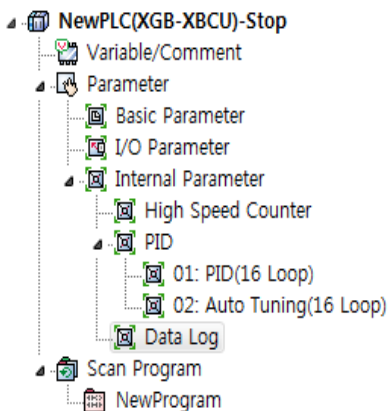 NewPLC(XGB-XBCU)-Stop
Variable/Comment
Parameter
Basic Parameter
I/O Parameter
Internal Parameter
High Speed Counter
PID
01: PID(16 Loop)
02: Auto Tuning(16 Loop)
Data Log
Scan Program
NewProgram